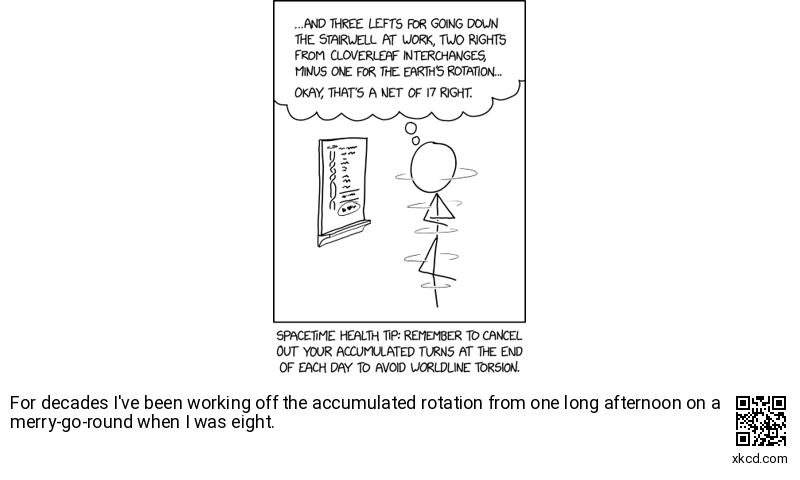 ...AND THREE LEFTS FOR GOING DOWN
THE STAIRWELL AT WORK, TWO RIGHTS
FROM CLOVERLEAF INTERCHANGES,
MINUS ONE FOR THE EARTH'S ROTATION...
OKAY, THAT'S A NET OF 17 RIGHT.
SPACETIME HEALTH TIP: REMEMBER TO CANCEL
OUT YOUR ACCUMULATED TURNS AT THE END
OF EACH DAY TO AVOID WORLDLINE TORSION.
For decades I've been working off the accumulated rotation from one long afternoon on a
merry-go-round when I was eight.
xkcd.com